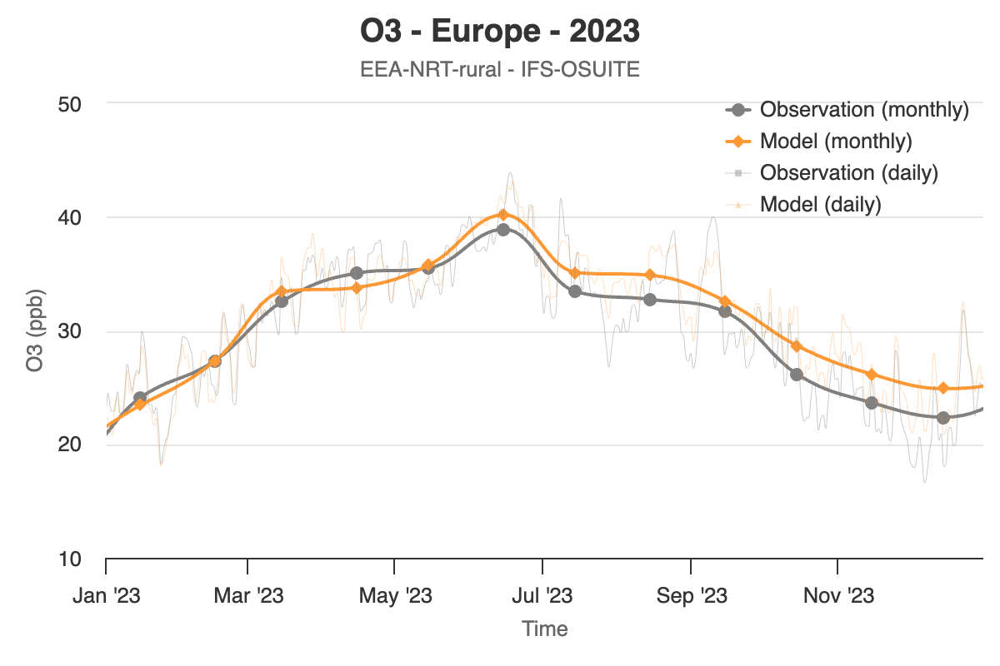 O3 - Europe - 2023
EEA-NRT-rural - IFS-OSUITE
Observation (monthly)
Model (monthly)
Observation (daily)
Model (daily)
50
40
30
20
10
O3 (ppb)
Jan '23 Mar '23 May '23 Jul '23 Sep '23 Nov '23
Time